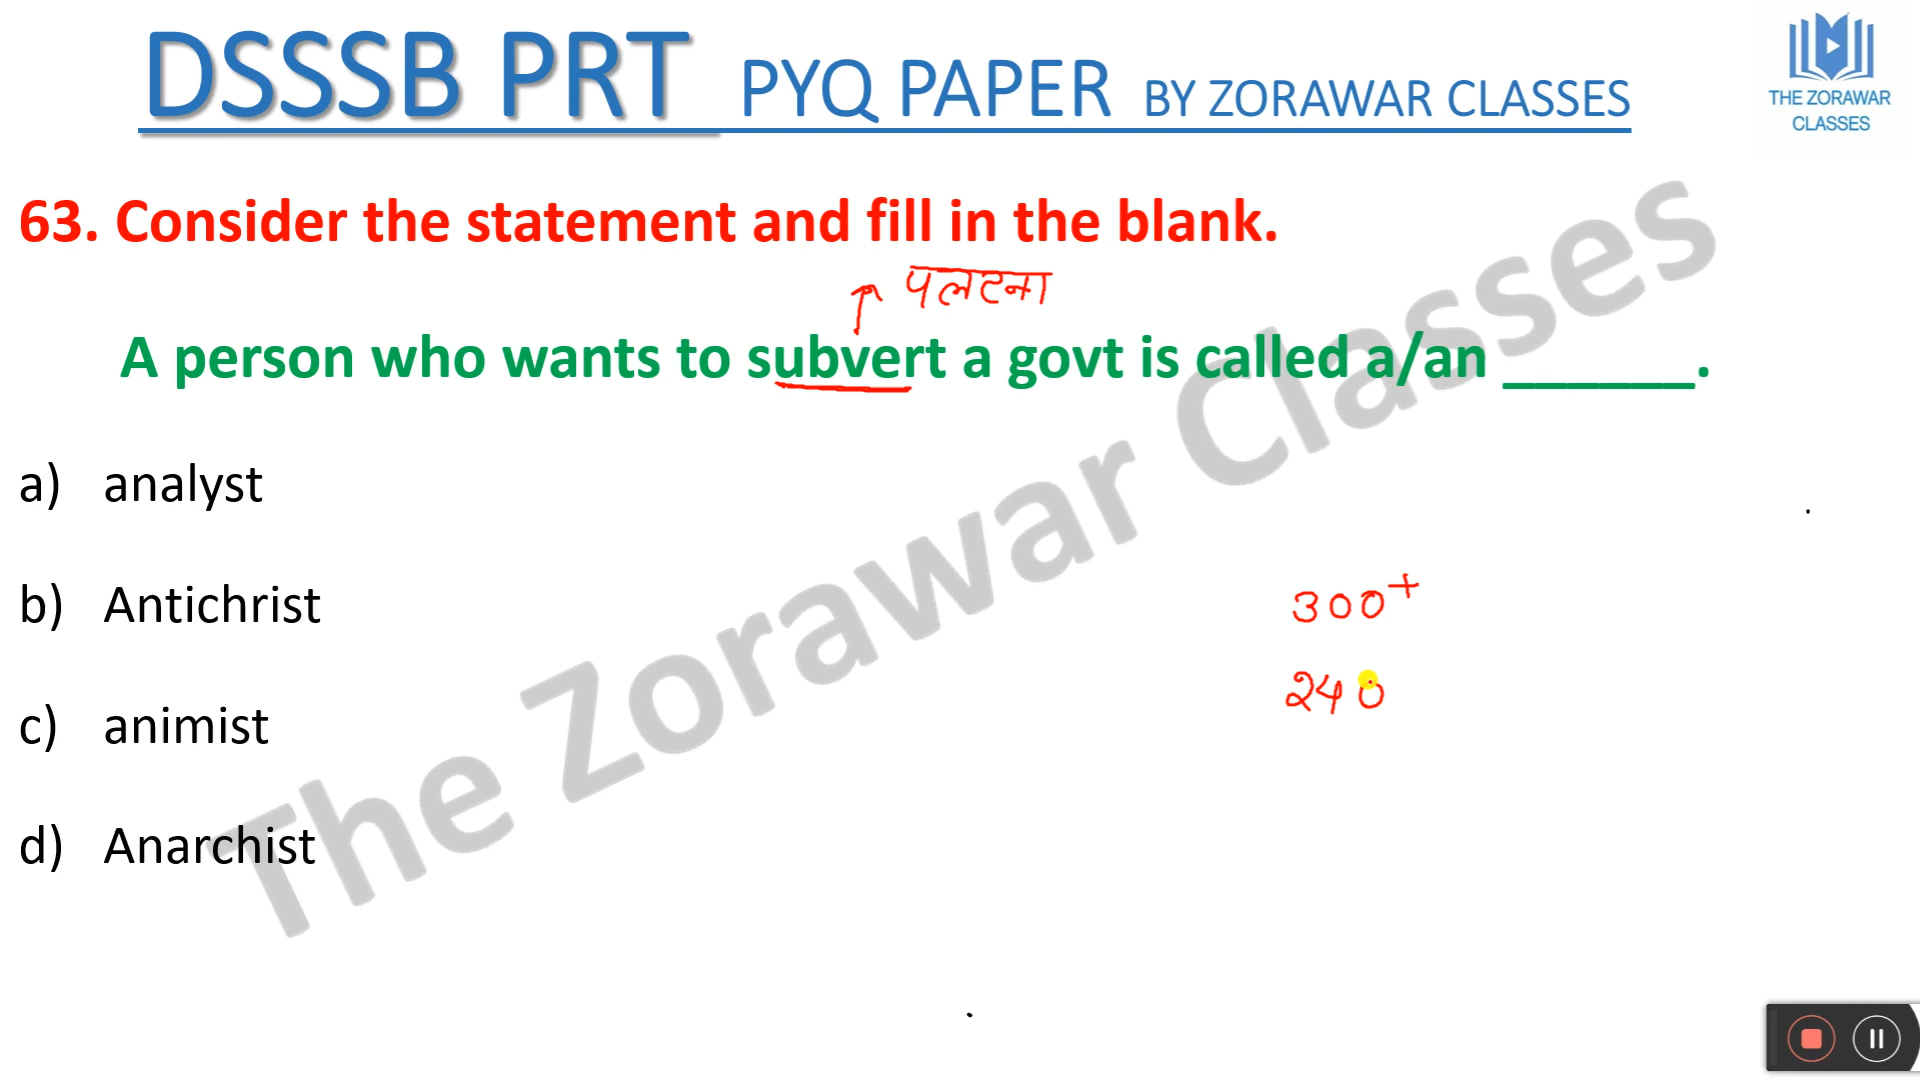 DSSSB PRT PYQ PAPER BY ZORAWAR CLASSES
THE ZORAWAR
CLASSES
63. Consider the statement and fill in the blank.
पलटना
A person who wants to subvert a govt is called a/an ______.
a) analyst
b) Antichrist
c) animist
d) Anarchist
300+
240
The Zorawar Classes